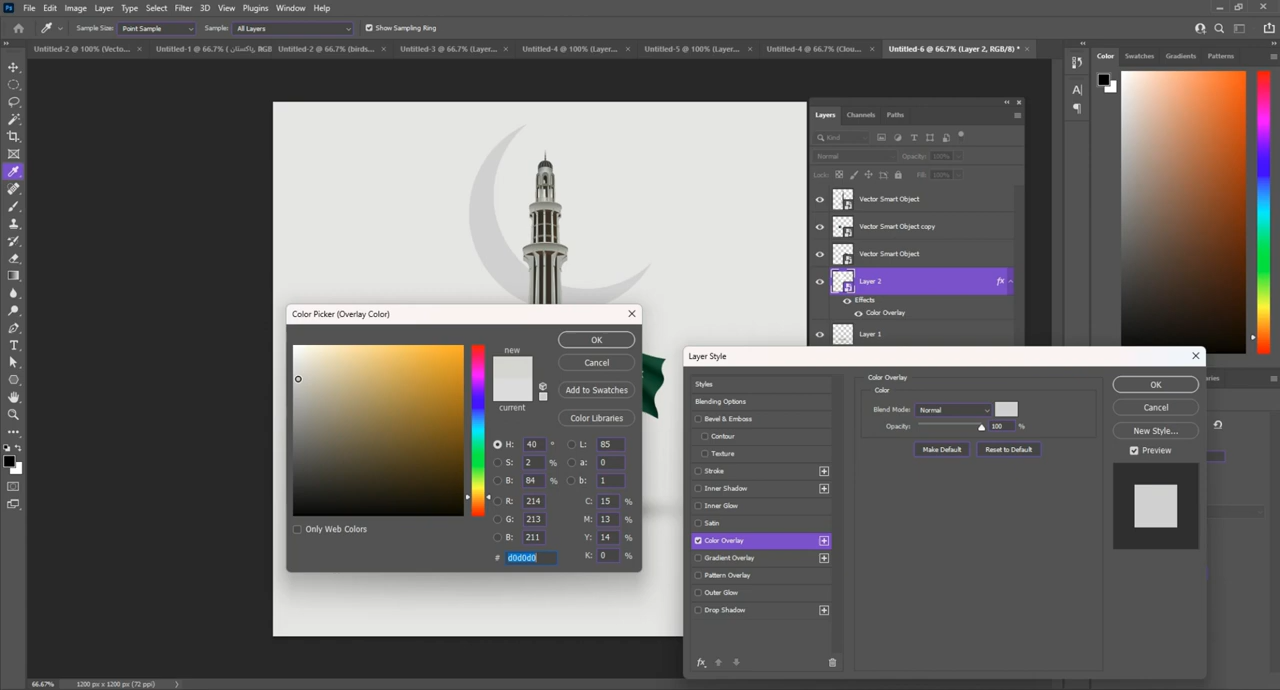 Ps File Edit Image Layer Type Select Filter 3D View Plugins Window Help
Sample Size: Point Sample Sample: All Layers Show Sampling Ring
Untitled-2 @ 100% (Vecto... × Untitled-1 @ 66.7% (پاکستان, RGB Untitled-2 @ 66.7% (birds... × Untitled-3 @ 66.7% (Layer... × Untitled-4 @ 100% (Layer... × Untitled-5 @ 100% (Layer... × Untitled-4 @ 66.7% (Clou... × Untitled-6 @ 66.7% (Layer 2, RGB/8) * ×
Color Swatches Gradients Patterns
Layers Channels Paths
Kind
Normal Opacity: 100%
Lock: Fill: 100%
Vector Smart Object
Vector Smart Object copy
Vector Smart Object
Layer 2 fx
Effects
Color Overlay
Layer 1
Color Picker (Overlay Color)
new
current
OK
Cancel
Add to Swatches
Color Libraries
H: 40 ° L: 85
S: 2 % a: 0
B: 84 % b: 1
R: 214 C: 15 %
G: 213 M: 13 %
B: 211 Y: 14 %
# d0d0d0 K: 0 %
Only Web Colors
Layer Style
Styles
Blending Options
Bevel & Emboss
Contour
Texture
Stroke
Inner Shadow
Inner Glow
Satin
Color Overlay
Gradient Overlay
Pattern Overlay
Outer Glow
Drop Shadow
fx
Color Overlay
Color
Blend Mode: Normal
Opacity: 100 %
Make Default Reset to Default
OK
Cancel
New Style...
Preview
raries
66.67% 1200 px x 1200 px (72 ppi)